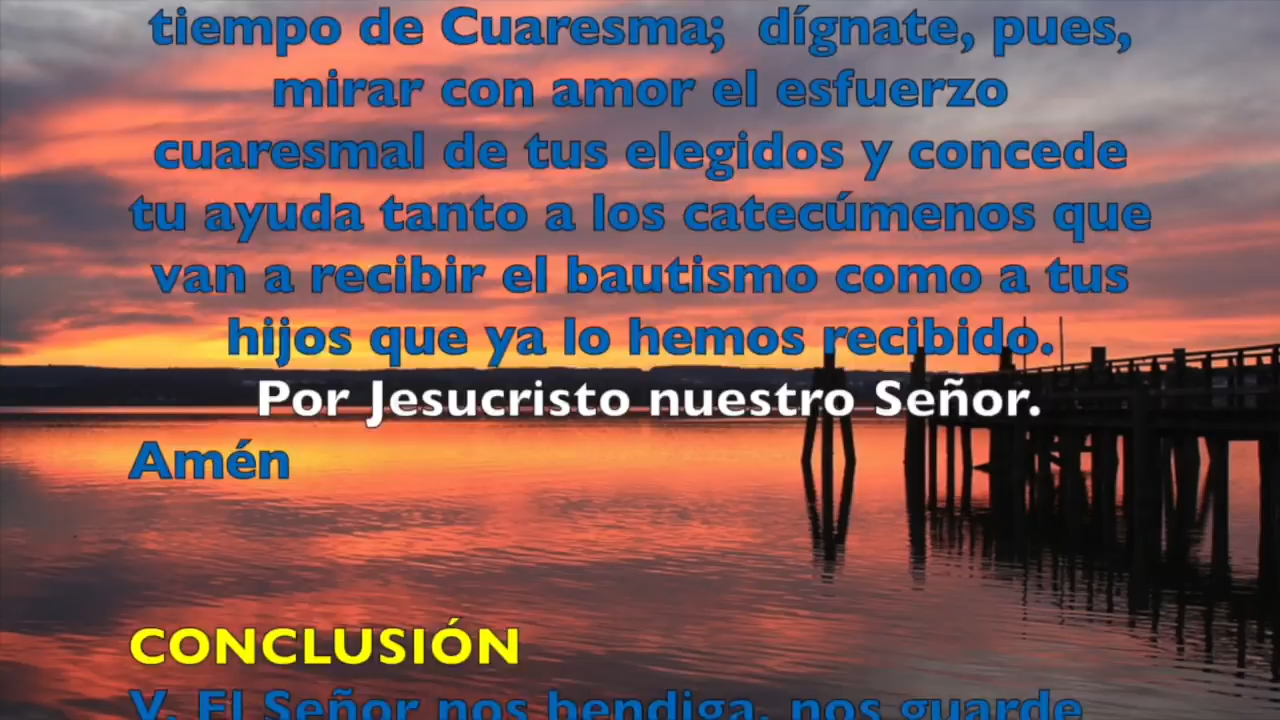 tiempo de Cuaresma;  dígnate, pues,
mirar con amor el esfuerzo
cuaresmal de tus elegidos y concede
tu ayuda tanto a los catecúmenos que
van a recibir el bautismo como a tus
hijos que ya lo hemos recibido.
Por Jesucristo nuestro Señor.
Amén
CONCLUSIÓN
V. El Señor nos bendiga, nos guarde